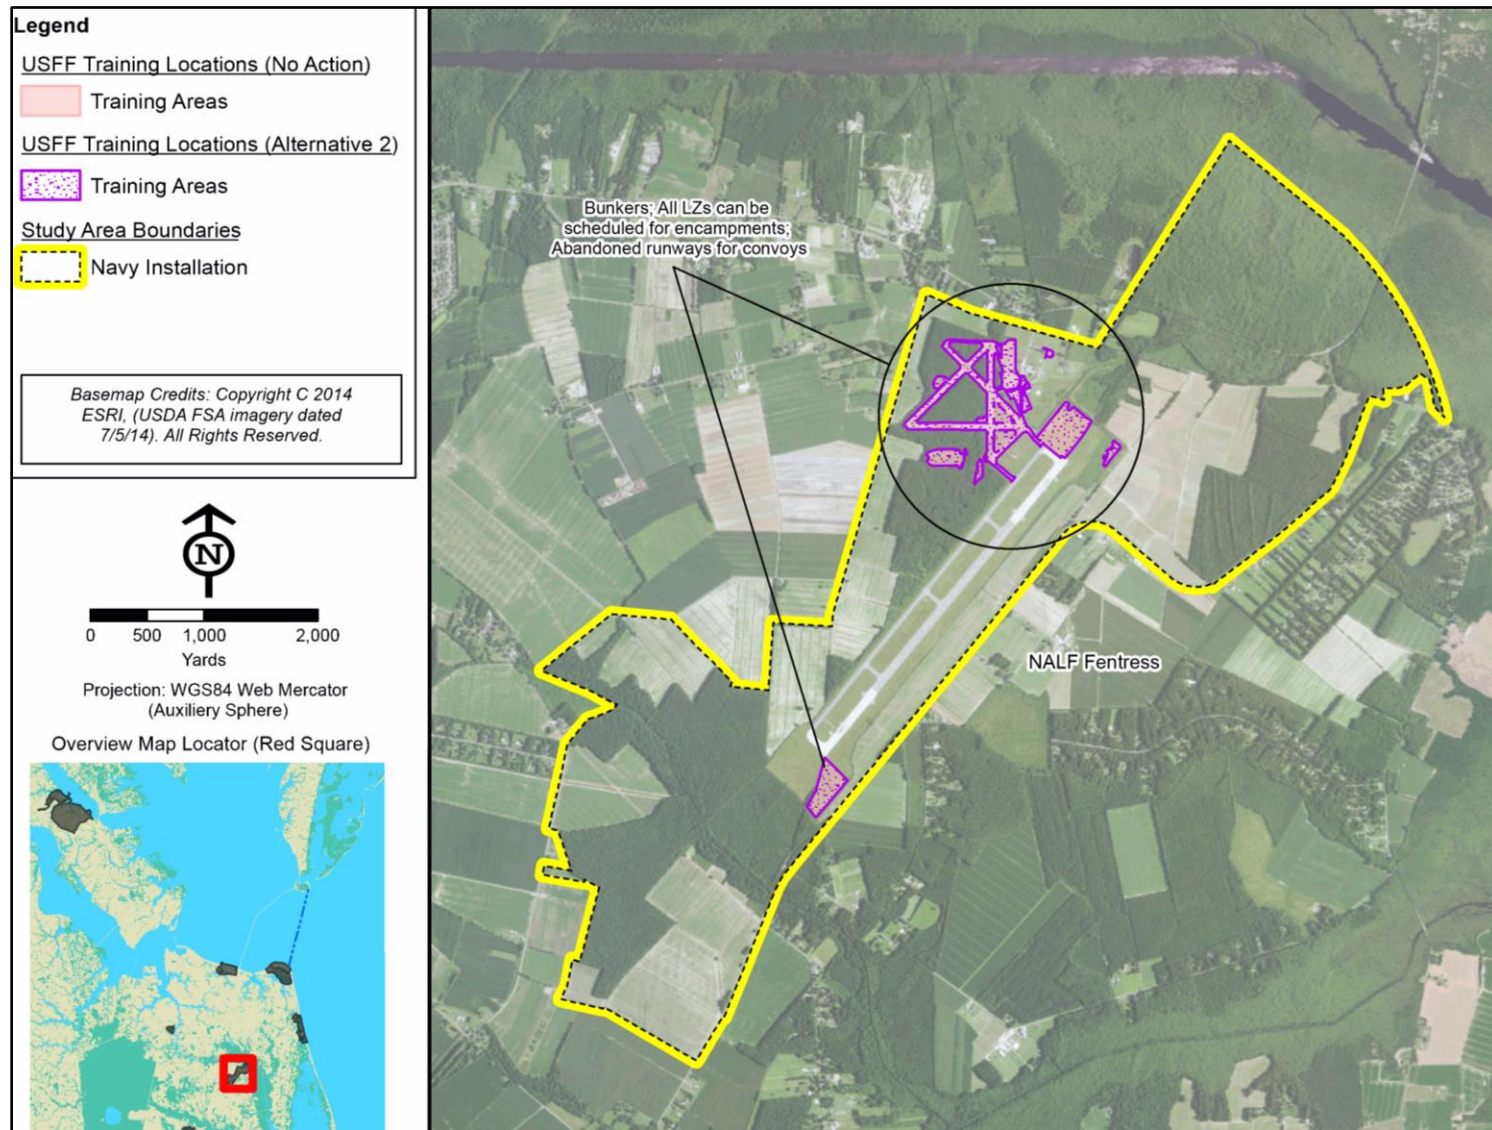 Legend
USFF Training Locations (No Action)
Training Areas
USFF Training Locations (Alternative 2)
Training Areas
Study Area Boundaries
Navy Installation
Basemap Credits: Copyright C 2014
ESRI, (USDA FSA imagery dated
7/5/14). All Rights Reserved.
N
0 500 1,000 2,000
Yards
Projection: WGS84 Web Mercator
(Auxiliery Sphere)
Overview Map Locator (Red Square)
Bunkers; All LZs can be
scheduled for encampments;
Abandoned runways for convoys
NALF Fentress